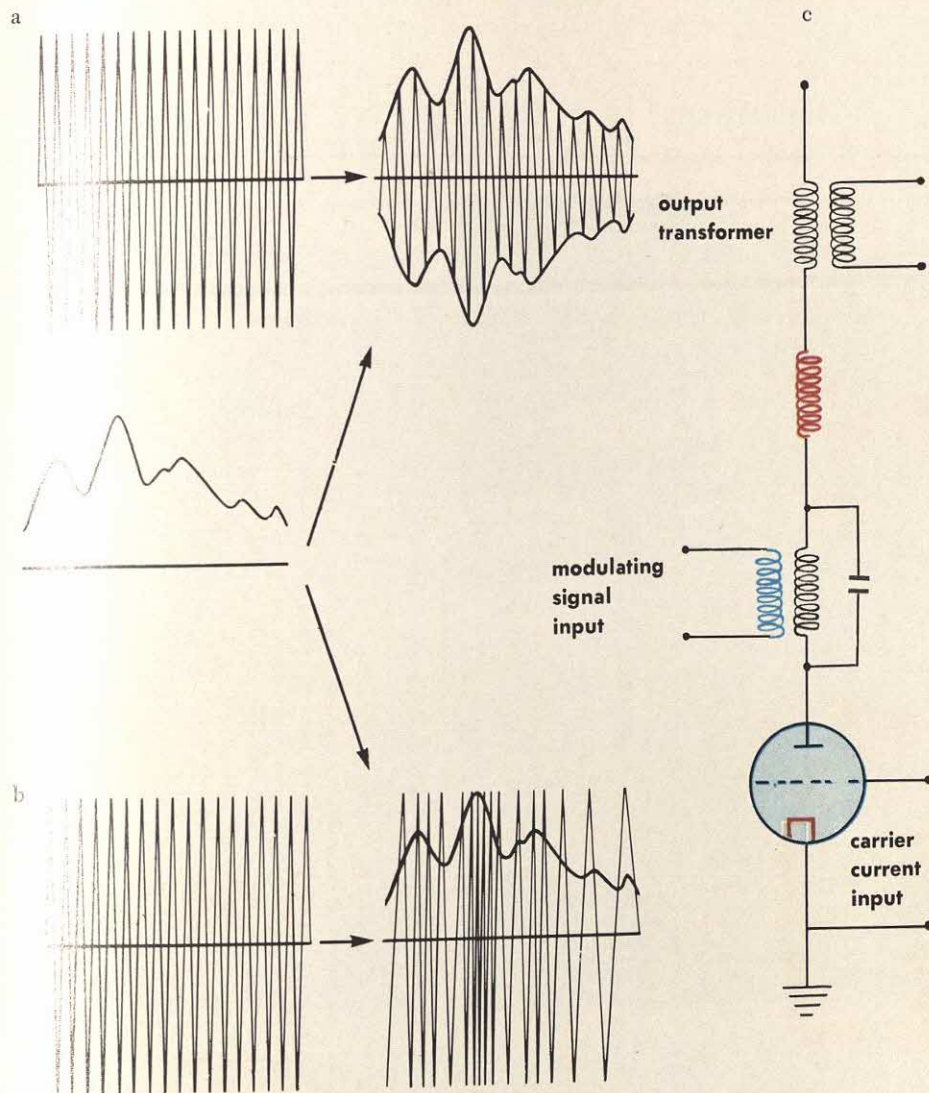 a
c
output
transformer
modulating
signal
input
b
carrier
current
input